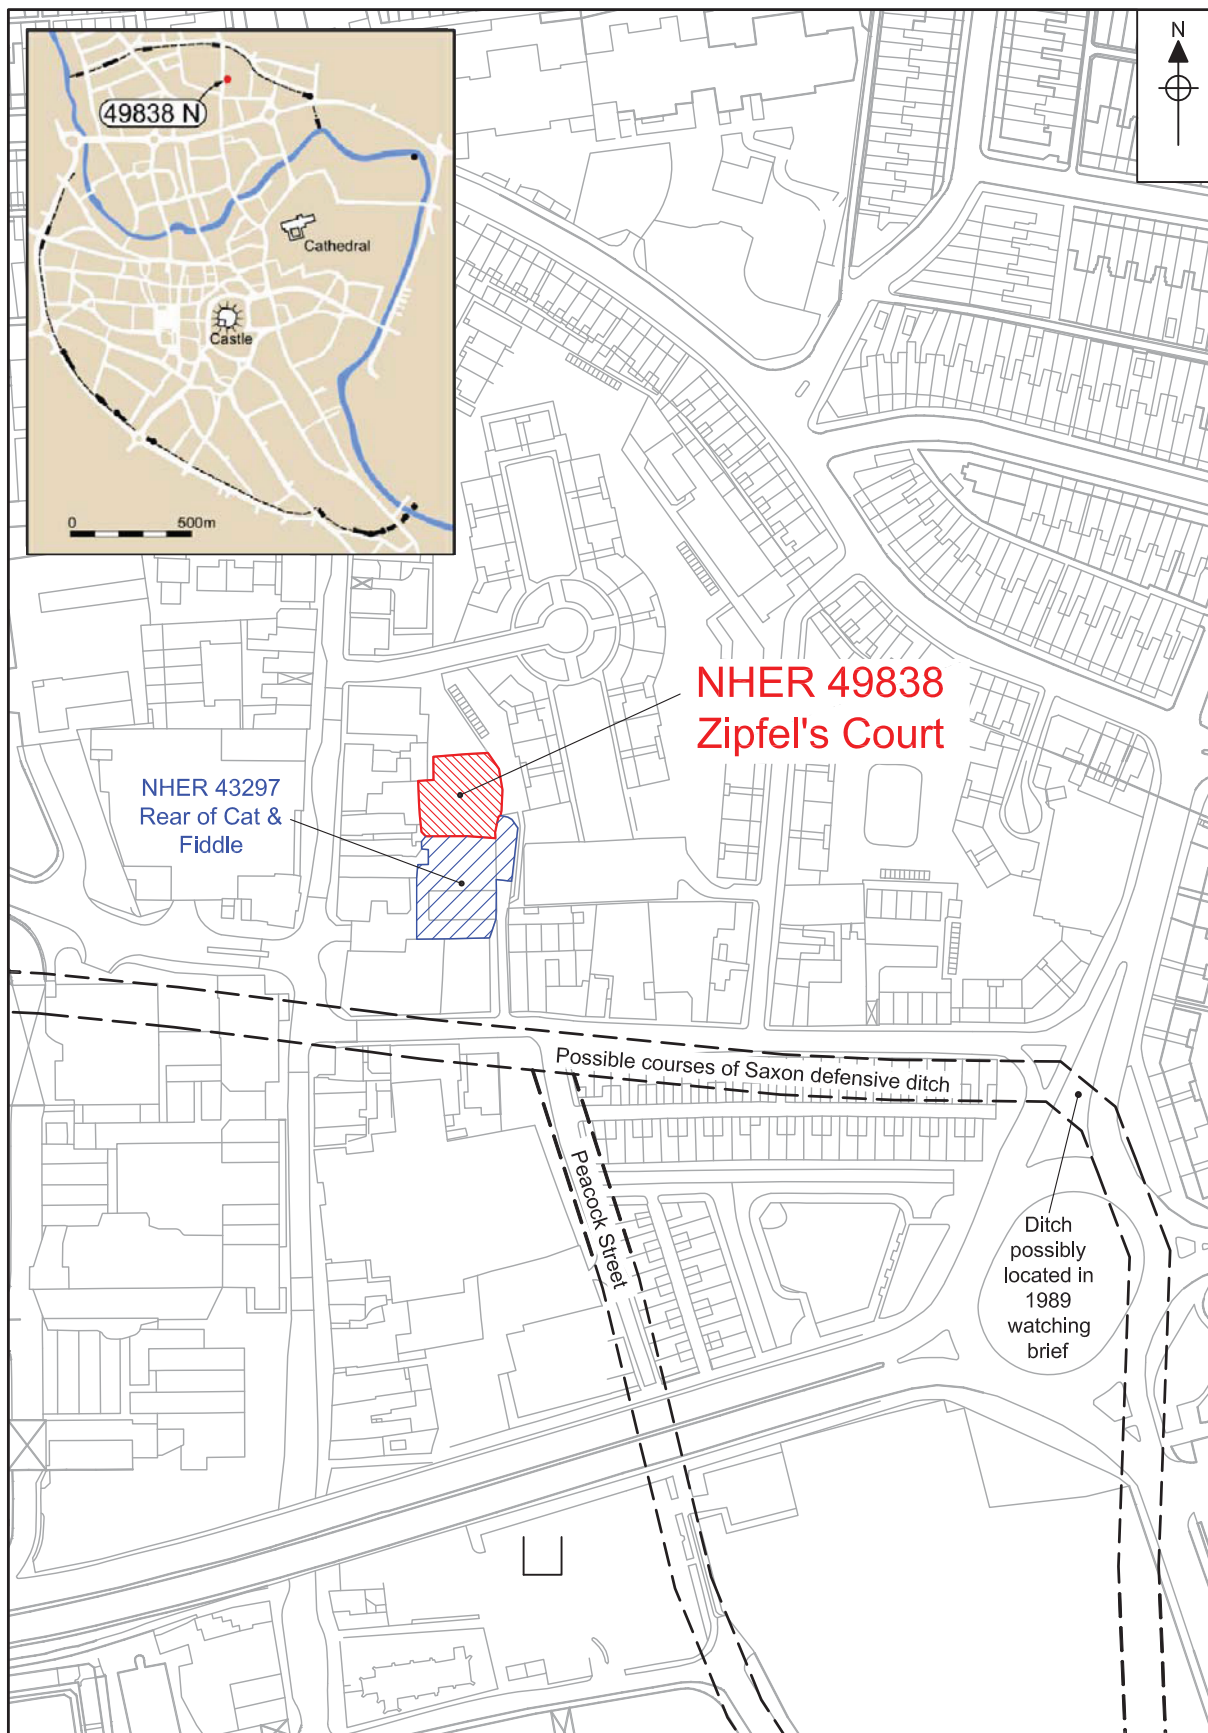 N
49838 N
Cathedral
Castle
0 500m
NHER 49838
Zipfel's Court
NHER 43297
Rear of Cat &
Fiddle
Possible courses of Saxon defensive ditch
Peacock Street
Ditch
possibly
located in
1989
watching
brief